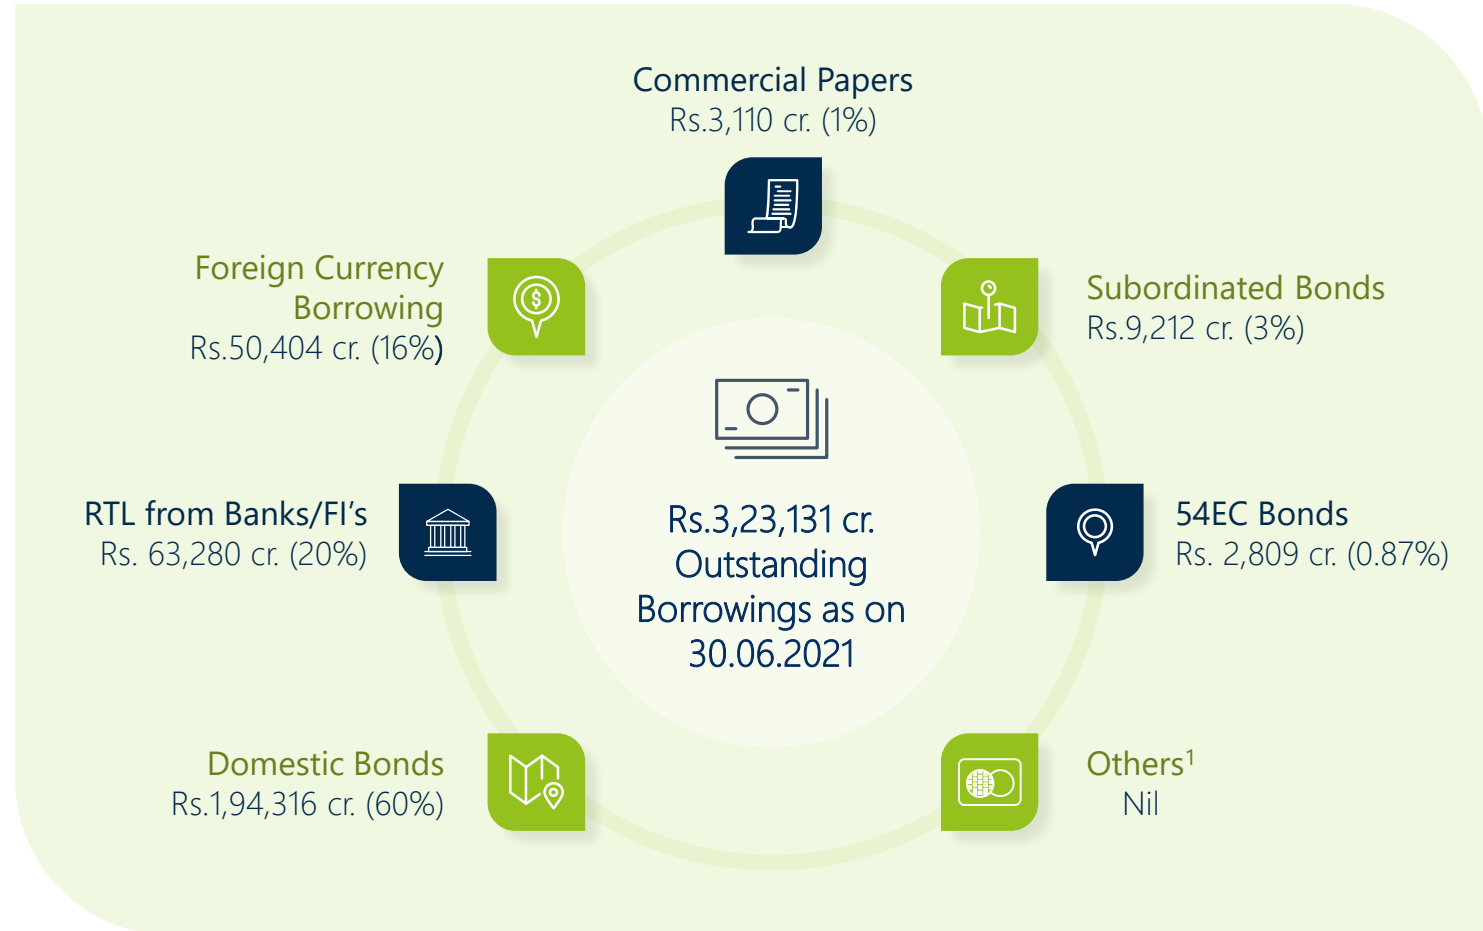 Commercial Papers
Rs.3,110 cr. (1%)
Foreign Currency
Borrowing
Rs.50,404 cr. (16%)
Subordinated Bonds
Rs.9,212 cr. (3%)
RTL from Banks/FI's
Rs. 63,280 cr. (20%)
$
Rs.3,23,131 cr.
Outstanding
Borrowings as on
30.06.2021
54EC Bonds
Rs. 2,809 cr. (0.87%)
Domestic Bonds
Rs.1,94,316 cr. (60%)
Others¹
Nil